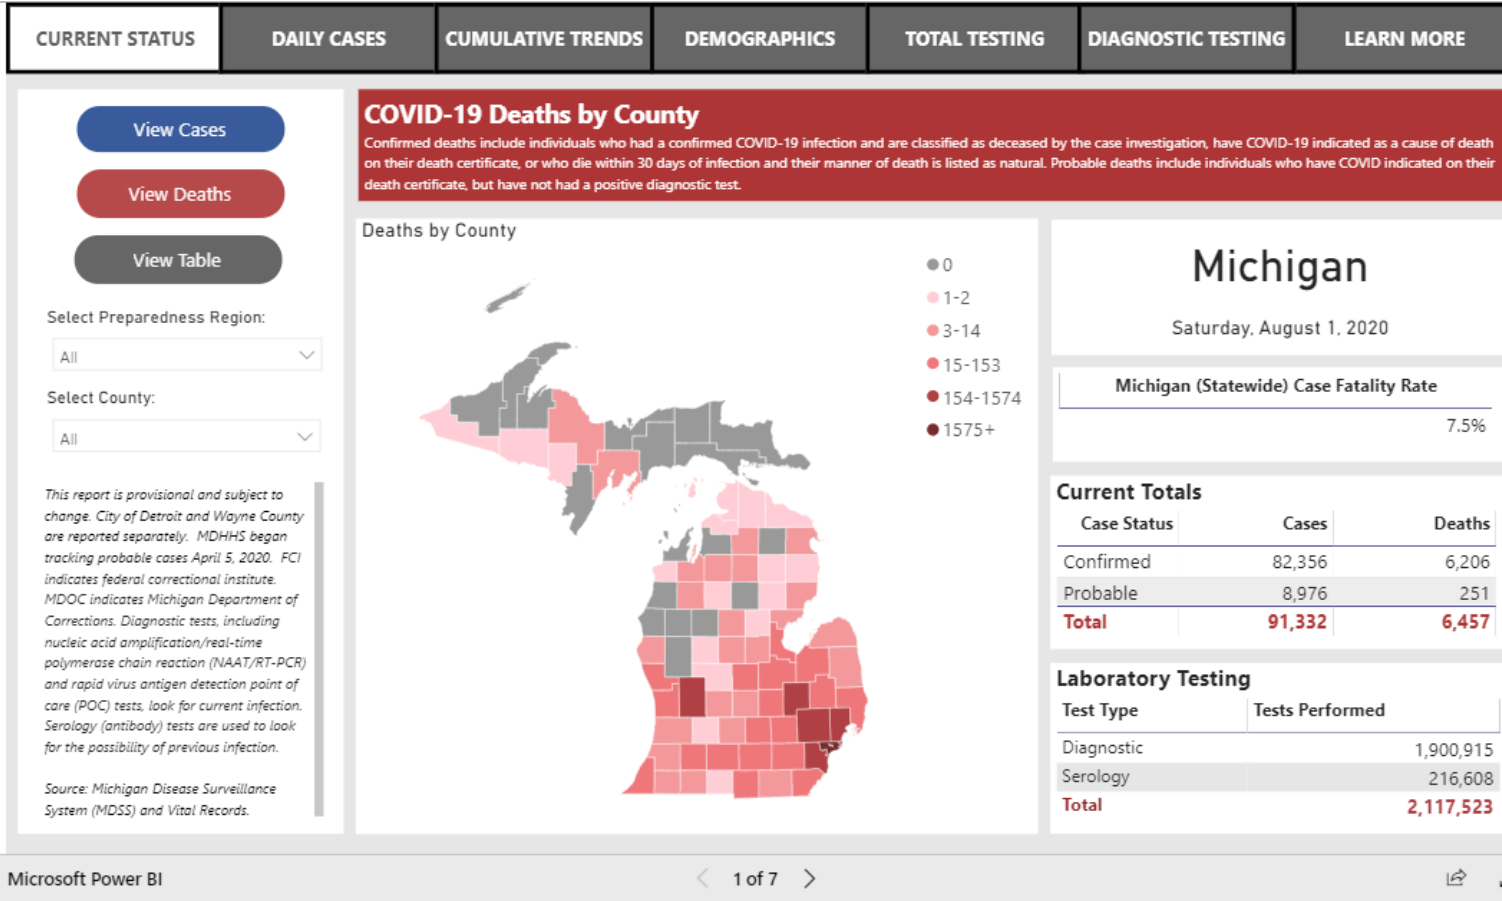 CURRENT STATUS
DAILY CASES
CUMULATIVE TRENDS
DEMOGRAPHICS
TOTAL TESTING
DIAGNOSTIC TESTING
LEARN MORE
View Cases
View Deaths
View Table
Select Preparedness Region:
All
Select County:
All
This report is provisional and subject to
change. City of Detroit and Wayne County
are reported separately. MDHHS began
tracking probable cases April 5, 2020. FCI
indicates federal correctional institute.
MDOC indicates Michigan Department of
Corrections. Diagnostic tests, including
nucleic acid amplification/real-time
polymerase chain reaction (NAAT/RT-PCR)
and rapid virus antigen detection point of
care (POC) tests, look for current infection.
Serology (antibody) tests are used to look
for the possibility of previous infection.
Source: Michigan Disease Surveillance
System (MDSS) and Vital Records.
COVID-19 Deaths by County
Confirmed deaths include individuals who had a confirmed COVID-19 infection and are classified as deceased by the case investigation, have COVID-19 indicated as a cause of death
on their death certificate, or who die within 30 days of infection and their manner of death is listed as natural. Probable deaths include individuals who have COVID indicated on their
death certificate, but have not had a positive diagnostic test.
Deaths by County
0
1-2
3-14
15-153
154-1574
1575+
Michigan
Saturday, August 1, 2020
Michigan (Statewide) Case Fatality Rate
7.5%
Current Totals
Case Status Cases Deaths
Confirmed 82,356 6,206
Probable 8,976 251
Total 91,332 6,457
Laboratory Testing
Test Type Tests Performed
Diagnostic 1,900,915
Serology 216,608
Total 2,117,523
Microsoft Power BI
1 of 7